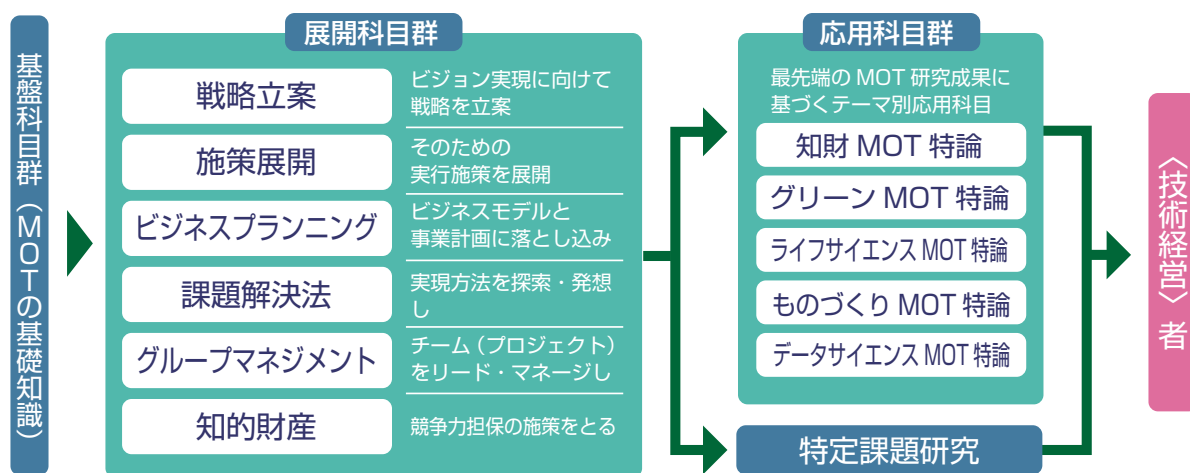 基盤科目群（MOTの基礎知識）
展開科目群
戦略立案
ビジョン実現に向けて
戦略を立案
施策展開
そのための
実行施策を展開
ビジネスプランニング
ビジネスモデルと
事業計画に落とし込み
課題解決法
実現方法を探索・発想
し
グループマネジメント
チーム（プロジェクト）
をリード・マネージし
知的財産
競争力担保の施策をとる
応用科目群
最先端の MOT 研究成果に
基づくテーマ別応用科目
知財 MOT 特論
グリーン MOT 特論
ライフサイエンス MOT 特論
ものづくり MOT 特論
データサイエンス MOT 特論
特定課題研究
〈技術経営〉者